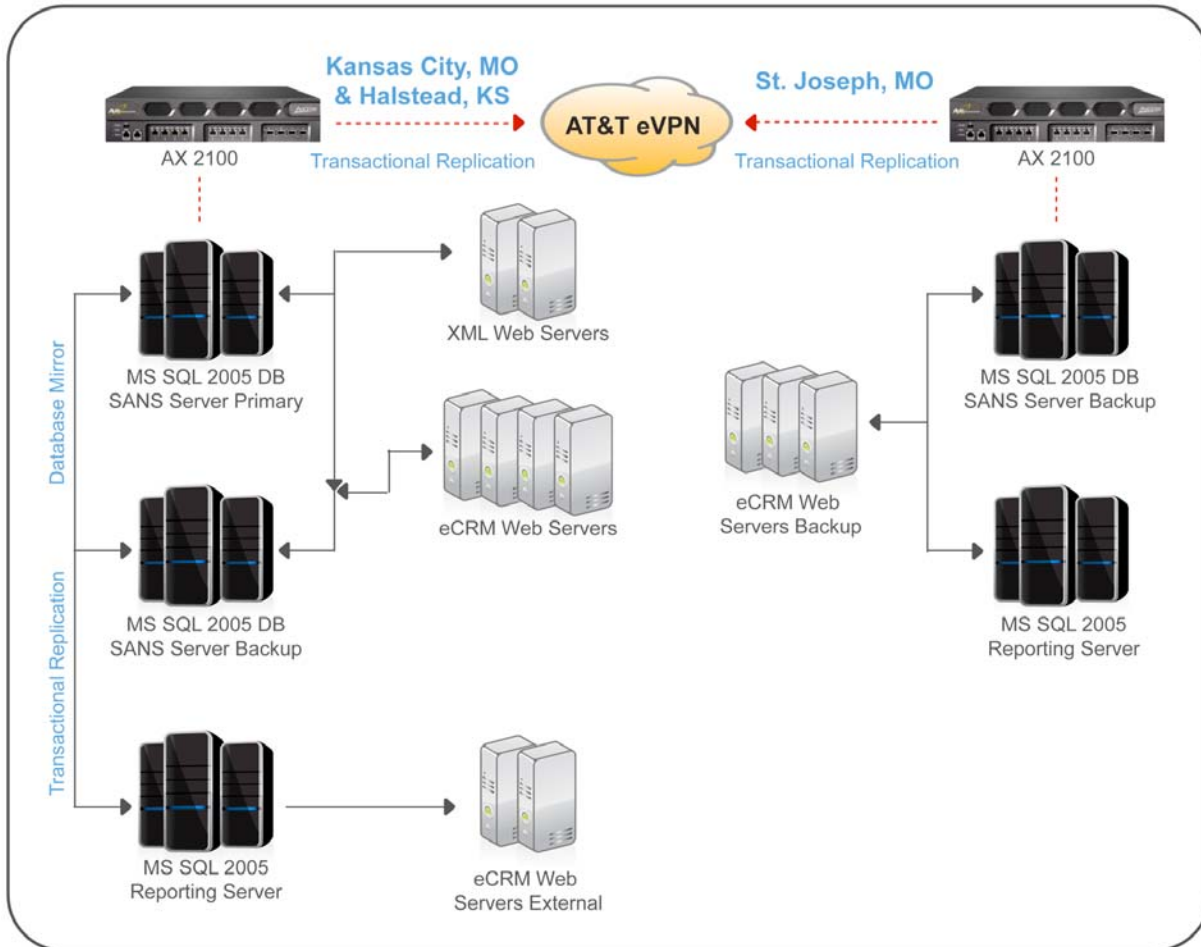 Kansas City, MO
& Halstead, KS
St. Joseph, MO
AT&T eVPN
AX 2100
Transactional Replication
Transactional Replication
AX 2100
XML Web Servers
MS SQL 2005 DB
SANS Server Primary
Database Mirror
MS SQL 2005 DB
SANS Server Backup
eCRM Web Servers
eCRM Web
Servers Backup
MS SQL 2005 DB
SANS Server Backup
Transactional Replication
MS SQL 2005
Reporting Server
MS SQL 2005
Reporting Server
eCRM Web
Servers External